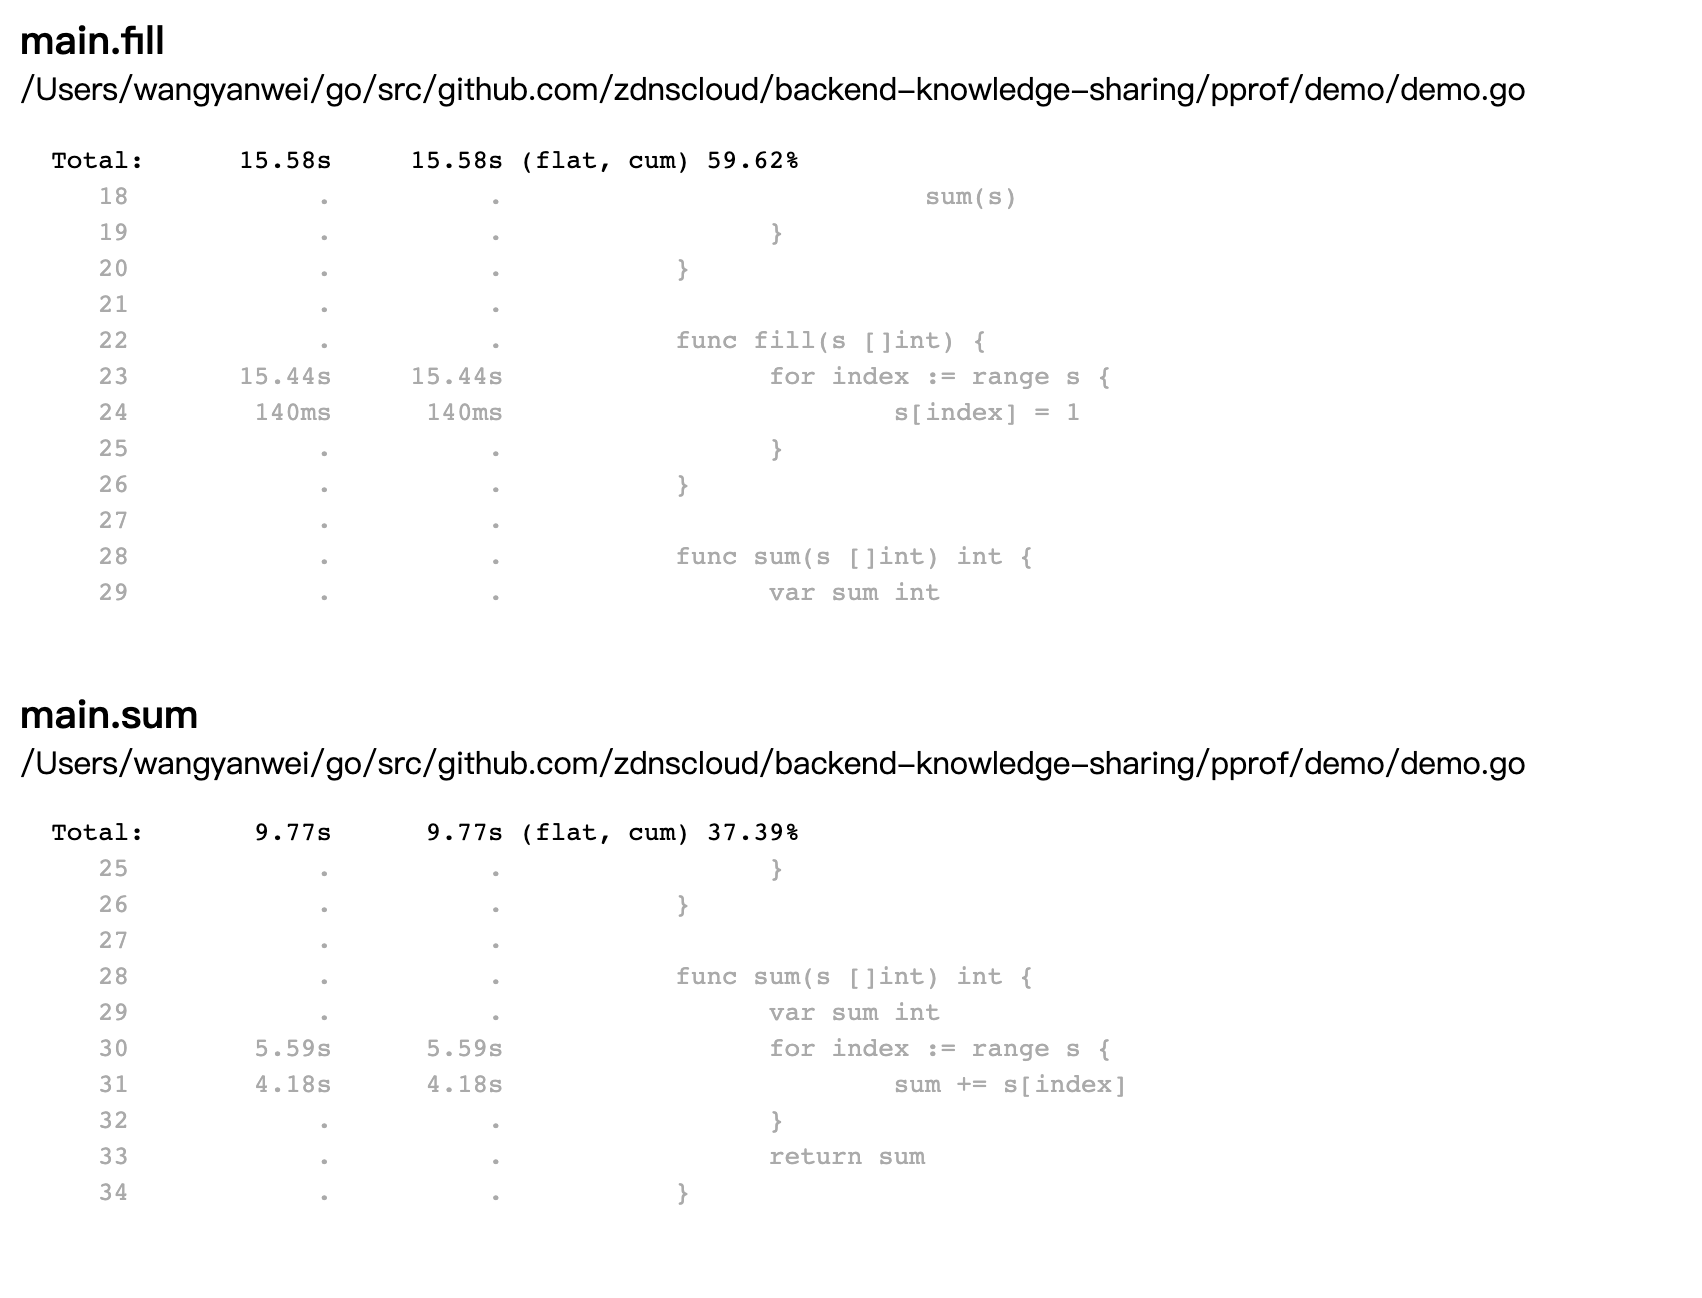 main.fill
/Users/wangyanwei/go/src/github.com/zdnscloud/backend-knowledge-sharing/pprof/demo/demo.go
Total: 15.58s 15.58s (flat, cum) 59.62%
18 . . sum(s)
19 . . }
20 . . }
21 . .
22 . . func fill(s []int) {
23 15.44s 15.44s for index := range s {
24 140ms 140ms s[index] = 1
25 . . }
26 . . }
27 . .
28 . . func sum(s []int) int {
29 . . var sum int
main.sum
/Users/wangyanwei/go/src/github.com/zdnscloud/backend-knowledge-sharing/pprof/demo/demo.go
Total: 9.77s 9.77s (flat, cum) 37.39%
25 . . }
26 . . }
27 . .
28 . . func sum(s []int) int {
29 . . var sum int
30 5.59s 5.59s for index := range s {
31 4.18s 4.18s sum += s[index]
32 . . }
33 . . return sum
34 . . }